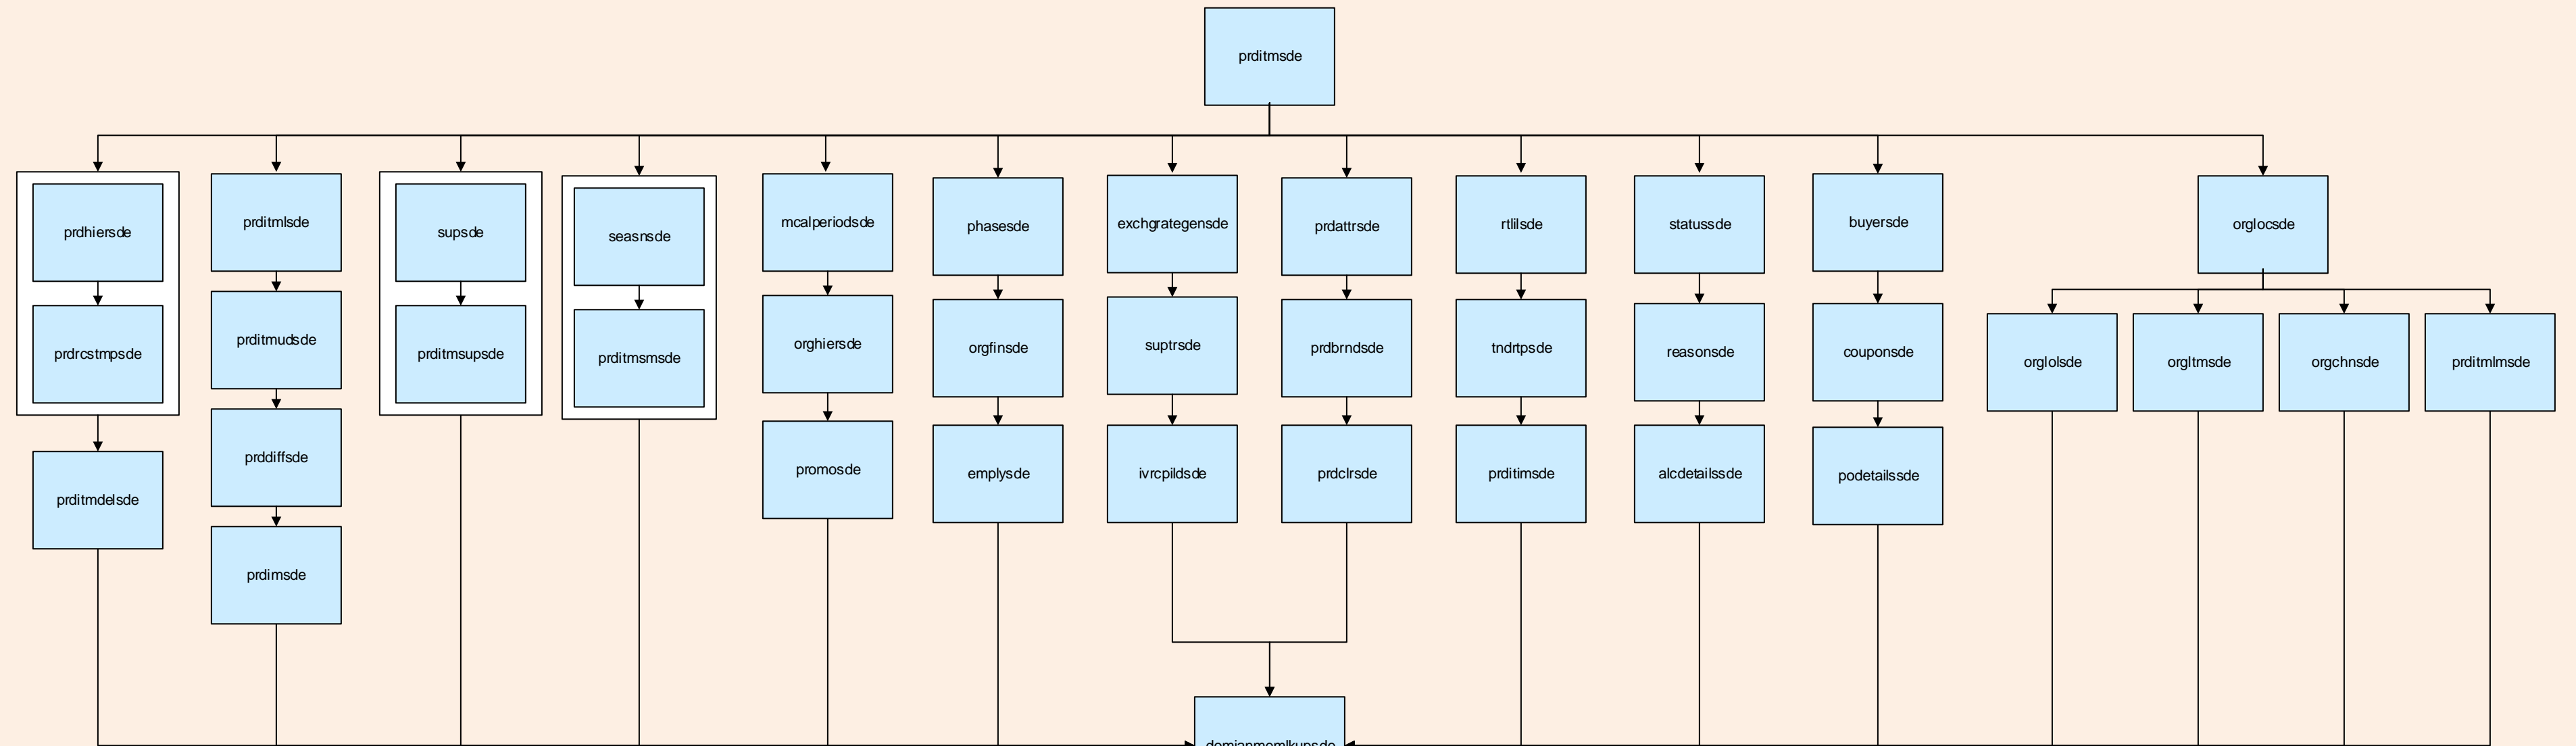 prditmsde
prdhiersde
prditmlsde
supsde
seasnsde
mcalperiodsde
phasesde
exchgrategensde
prdattrsde
rtlilsde
statussde
buyersde
orglocsde
prdrcstmpsde
prditmudsde
prditmsupsde
prditmsmsde
orghiersde
orgfinsde
suptrsde
prdbrndsde
tndrtpsde
reasonsde
couponsde
orglolsde
orgltmsde
orgchnsde
prditmlmsde
prditmdelsde
prddiffsde
promosde
emplysde
ivrcpildsde
prdclrsde
prditimsde
alcdetailssde
podetailssde
prdimsde